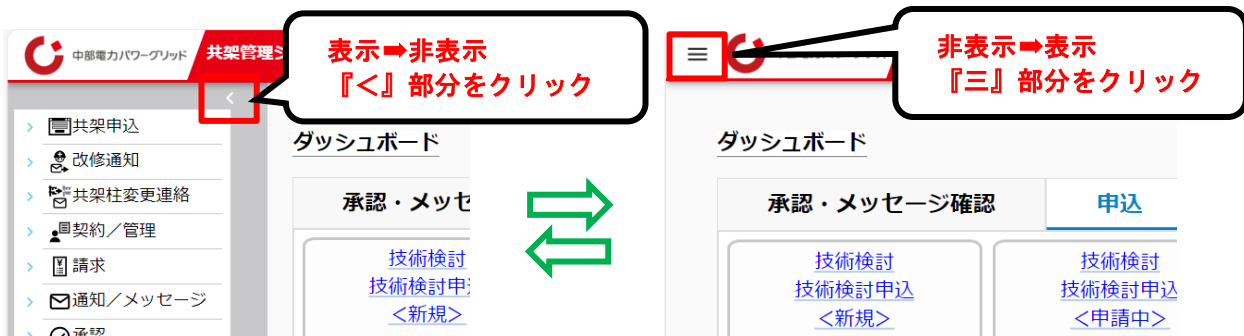 中部電力パワーグリッド
共架管理シ
表示➡非表示
『＜』部分をクリック
＜
共架申込
改修通知
共架柱変更連絡
契約／管理
請求
通知／メッセージ
承認
ダッシュボード
承認・メッセ
技術検討
技術検討申
＜新規＞
非表示➡表示
『三』部分をクリック
ダッシュボード
承認・メッセージ確認
申込
技術検討
技術検討申込
＜新規＞
技術検討
技術検討申込
＜申請中＞